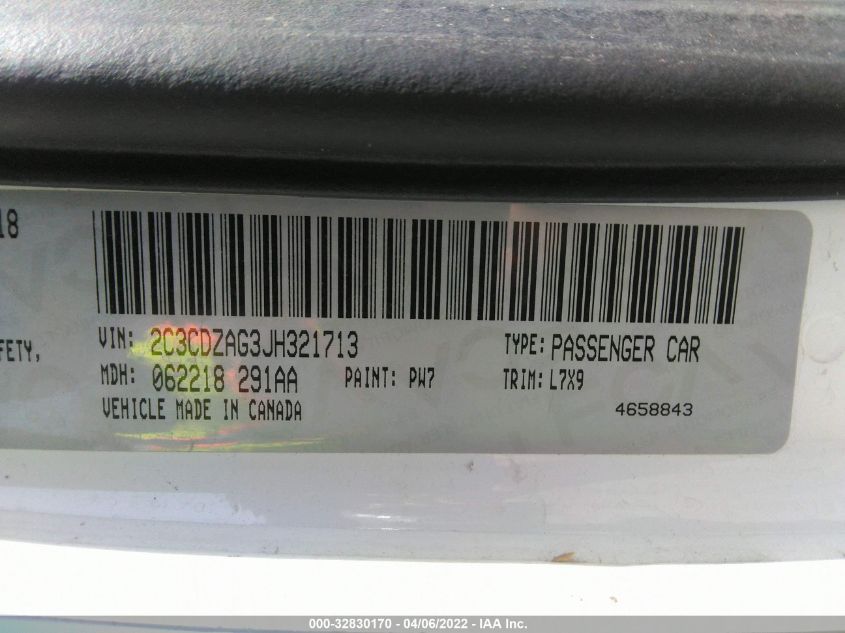 18
FETY,
VIN: 2C3CDZAG3JH321713 TYPE: PASSENGER CAR
MDH: 062218 291AA PAINT: PW7 TRIM: L7X9
VEHICLE MADE IN CANADA 4658843
000-32830170 - 04/06/2022 - IAA Inc.